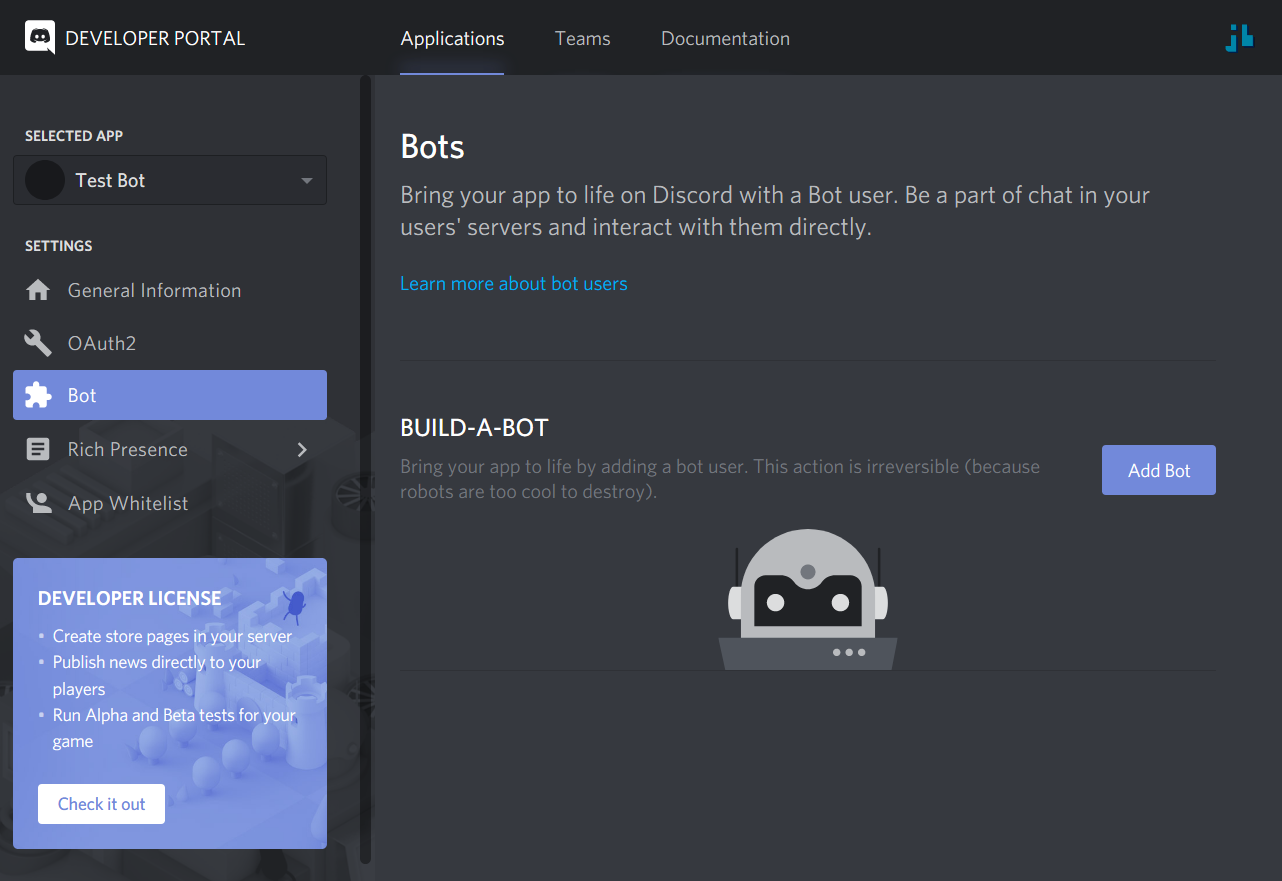 DEVELOPER PORTAL
Applications
Teams
Documentation
SELECTED APP
Test Bot
SETTINGS
General Information
OAuth2
Bot
Rich Presence
App Whitelist
DEVELOPER LICENSE
• Create store pages in your server
• Publish news directly to your
players
• Run Alpha and Beta tests for your
game
Check it out
Bots
Bring your app to life on Discord with a Bot user. Be a part of chat in your
users' servers and interact with them directly.
Learn more about bot users
BUILD-A-BOT
Bring your app to life by adding a bot user. This action is irreversible (because
robots are too cool to destroy).
Add Bot